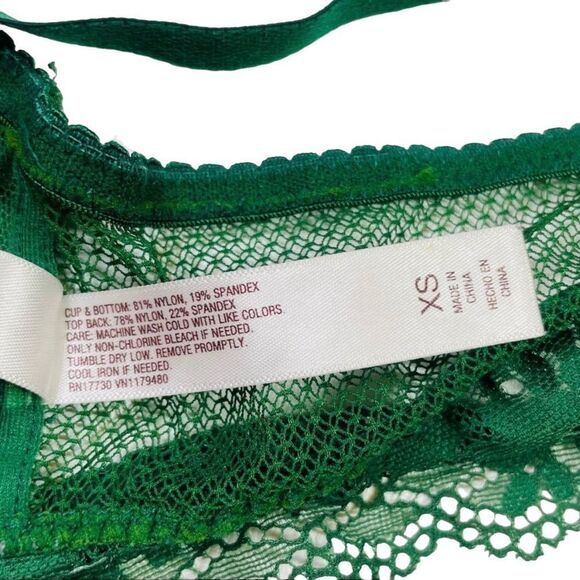 CUP & BOTTOM: 81% NYLON, 19% SPANDEX
TOP BACK: 78% NYLON, 22% SPANDEX
CARE: MACHINE WASH COLD WITH LIKE COLORS.
ONLY NON-CHLORINE BLEACH IF NEEDED.
TUMBLE DRY LOW. REMOVE PROMPTLY.
COOL IRON IF NEEDED.
RN17730 VN1179480
XS
MADE IN
CHINA
HECHO EN
CHINA